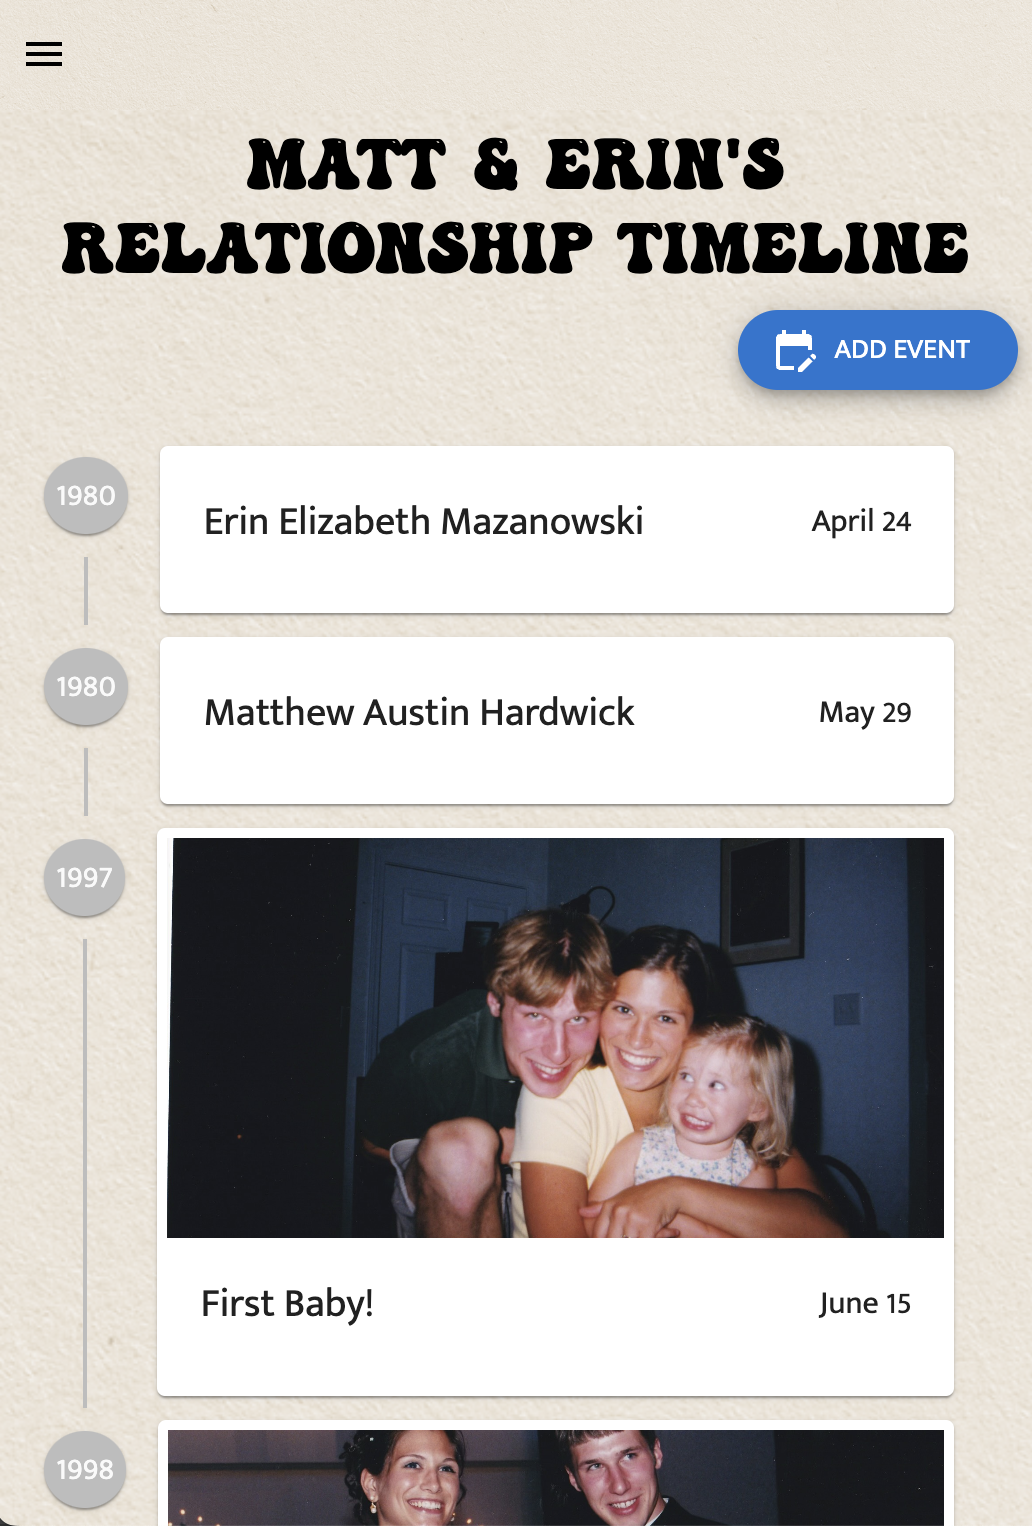 MATT & ERIN'S
RELATIONSHIP TIMELINE
ADD EVENT
1980
Erin Elizabeth Mazanowski
April 24
1980
Matthew Austin Hardwick
May 29
1997
First Baby!
June 15
1998